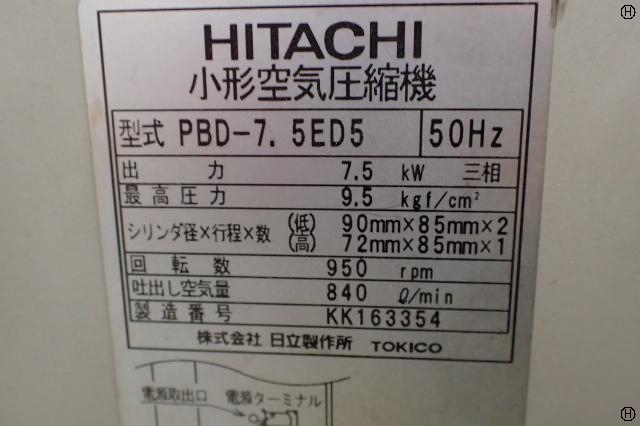 HITACHI
小形空気圧縮機
型式 PBD-7.5ED5 50Hz
出力 7.5 kW 三相
最高圧力 9.5 kgf/cm²
シリンダ径×行程×数 (低) 90mm×85mm×2
(高) 72mm×85mm×1
回転数 950 rpm
吐出し空気量 840 ℓ/min
製造番号 KK163354
株式会社 日立製作所 TOKICO
電源取出口 電源ターミナル
H
H